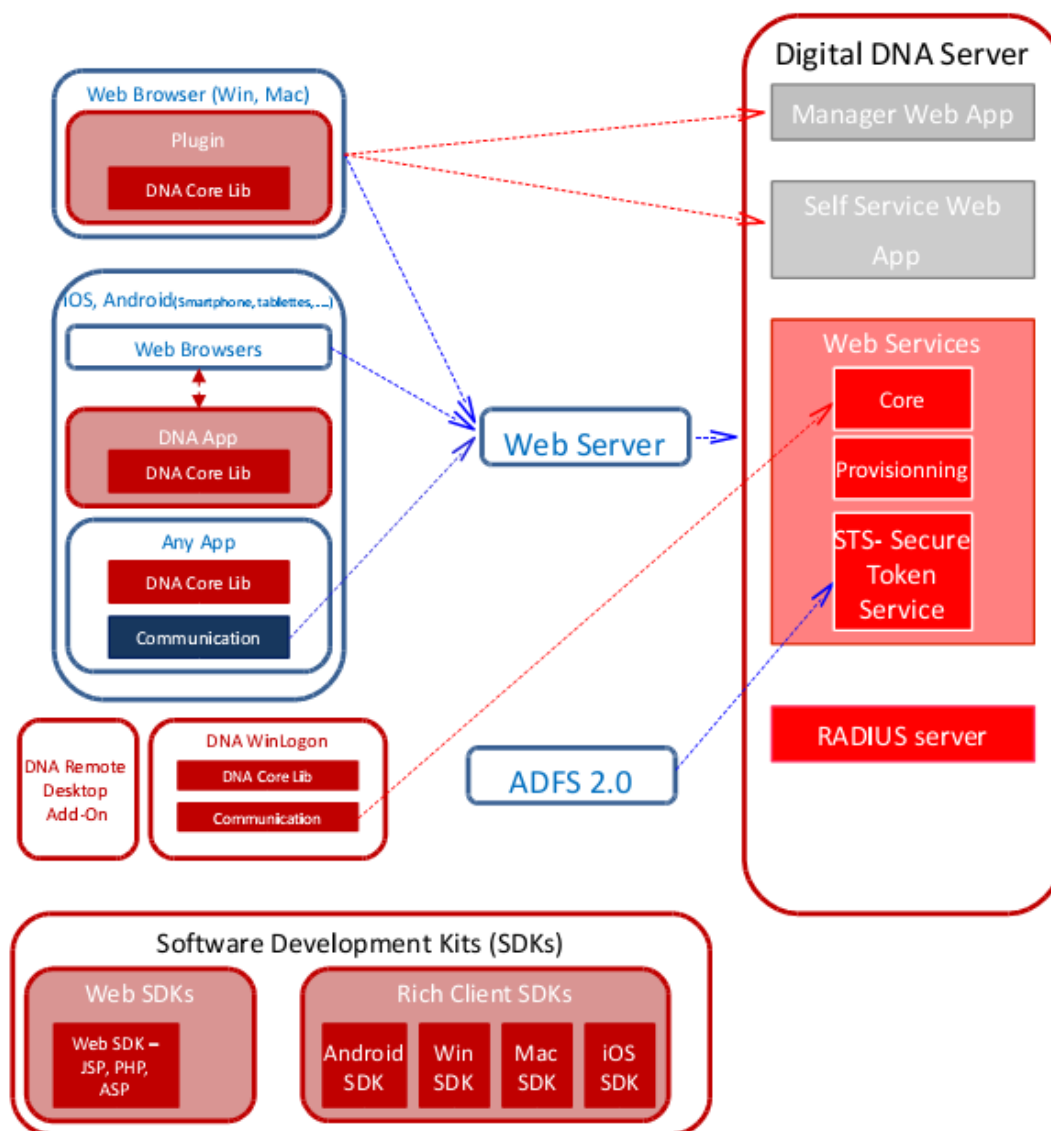 Digital DNA Server
Manager Web App
Self Service Web
App
Web Services
Core
Provisionning
STS- Secure
Token
Service
RADIUS server
Web Browser (Win, Mac)
Plugin
DNA Core Lib
iOS, Android(Smartphone, tablettes, ...)
Web Browsers
DNA App
DNA Core Lib
Any App
DNA Core Lib
Communication
Web Server
DNA Remote
Desktop
Add-On
DNA WinLogon
DNA Core Lib
Communication
ADFS 2.0
Software Development Kits (SDKs)
Web SDKs
Web SDK –
JSP, PHP,
ASP
Rich Client SDKs
Android
SDK
Win
SDK
Mac
SDK
iOS
SDK